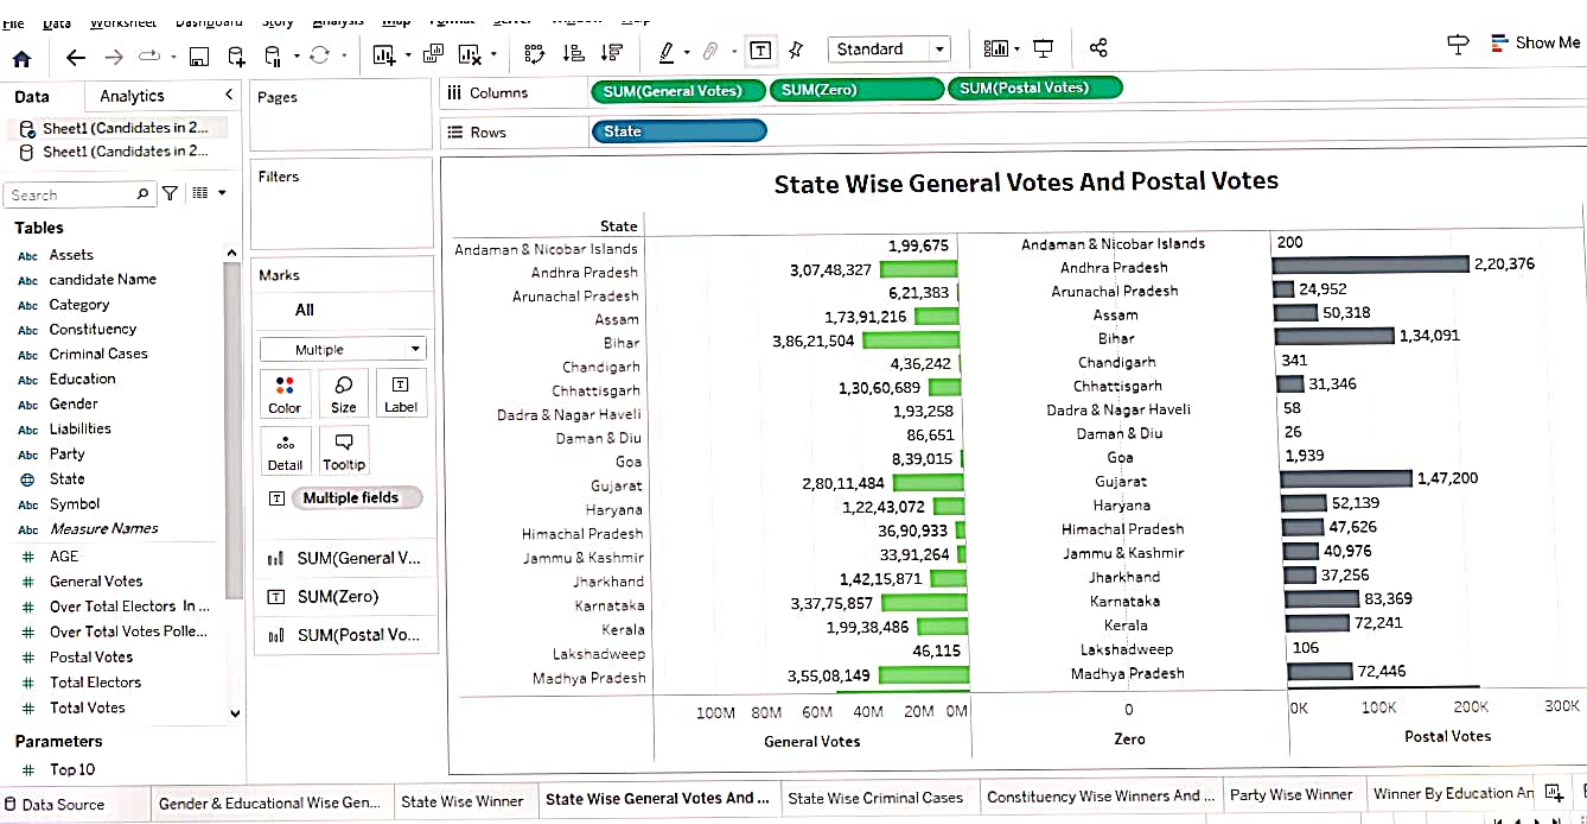 File Data Worksheet Dashboard Story Analysis Map Format Server Window Help
Standard
Show Me
Data Analytics
Sheet1 (Candidates in 2...
Sheet1 (Candidates in 2...
Search
Tables
Abc Assets
Abc candidate Name
Abc Category
Abc Constituency
Abc Criminal Cases
Abc Education
Abc Gender
Abc Liabilities
Abc Party
State
Abc Symbol
Abc Measure Names
# AGE
# General Votes
# Over Total Electors In ...
# Over Total Votes Polle...
# Postal Votes
# Total Electors
# Total Votes
Parameters
# Top 10
Pages
Filters
Marks
All
Multiple
Color Size Label
Detail Tooltip
Multiple fields
SUM(General V...
SUM(Zero)
SUM(Postal Vo...
Columns SUM(General Votes) SUM(Zero) SUM(Postal Votes)
Rows State
State Wise General Votes And Postal Votes
State
Andaman & Nicobar Islands 1,99,675 Andaman & Nicobar Islands 200
Andhra Pradesh 3,07,48,327 Andhra Pradesh 2,20,376
Arunachal Pradesh 6,21,383 Arunachal Pradesh 24,952
Assam 1,73,91,216 Assam 50,318
Bihar 3,86,21,504 Bihar 1,34,091
Chandigarh 4,36,242 Chandigarh 341
Chhattisgarh 1,30,60,689 Chhattisgarh 31,346
Dadra & Nagar Haveli 1,93,258 Dadra & Nagar Haveli 58
Daman & Diu 86,651 Daman & Diu 26
Goa 8,39,015 Goa 1,939
Gujarat 2,80,11,484 Gujarat 1,47,200
Haryana 1,22,43,072 Haryana 52,139
Himachal Pradesh 36,90,933 Himachal Pradesh 47,626
Jammu & Kashmir 33,91,264 Jammu & Kashmir 40,976
Jharkhand 1,42,15,871 Jharkhand 37,256
Karnataka 3,37,75,857 Karnataka 83,369
Kerala 1,99,38,486 Kerala 72,241
Lakshadweep 46,115 Lakshadweep 106
Madhya Pradesh 3,55,08,149 Madhya Pradesh 72,446
100M 80M 60M 40M 20M 0M 0 0K 100K 200K 300K
General Votes Zero Postal Votes
Data Source Gender & Educational Wise Gen... State Wise Winner State Wise General Votes And ... State Wise Criminal Cases Constituency Wise Winners And ... Party Wise Winner Winner By Education An